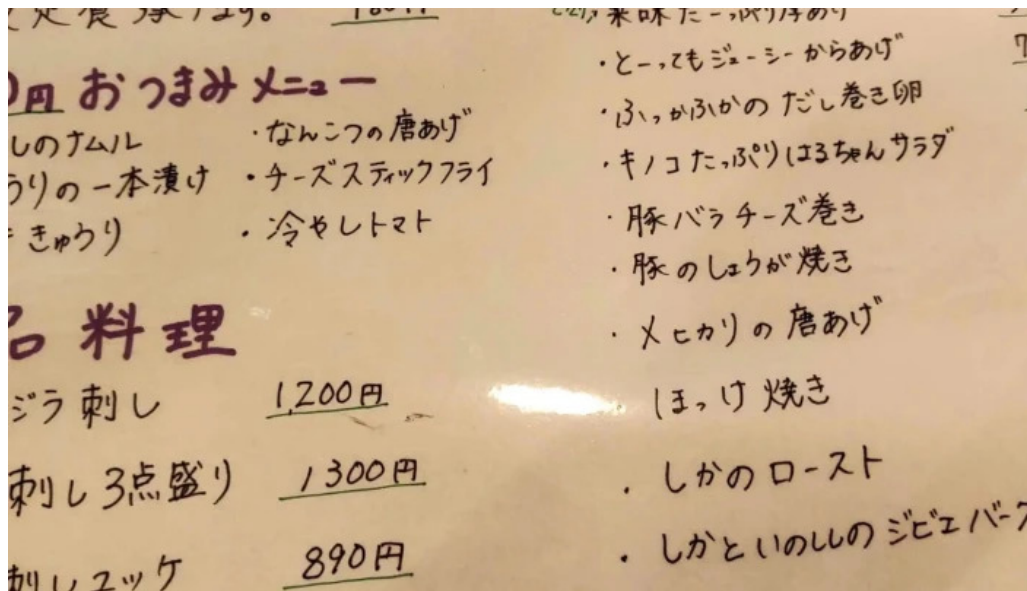 定食
円 おつまみメニュー
しのナムル
・なんこつの唐あげ
うりの一本漬け
・チーズスティックフライ
きゅうり
・冷やしトマト
品料理
ジラ刺し 1,200円
刺し3点盛り 1300円
刺しユッケ 890円
・とーってもジューシーからあげ
・ふっかふかのだし巻き卵
・キノコたっぷりはるちゃんサラダ
・豚バラチーズ巻き
・豚のしょうが焼き
・メヒカリの唐あげ
ほっけ焼き
・しかのロースト
・しかといのししのジビエバー